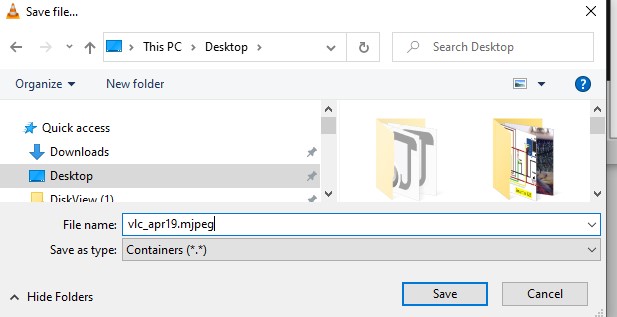 Save file...
This PC > Desktop >
Search Desktop
Organize
New folder
?
Quick access
Downloads
Desktop
DiskView (1)
File name: vlc_apr19.mjpeg
Save as type: Containers (*.*)
Hide Folders
Save
Cancel